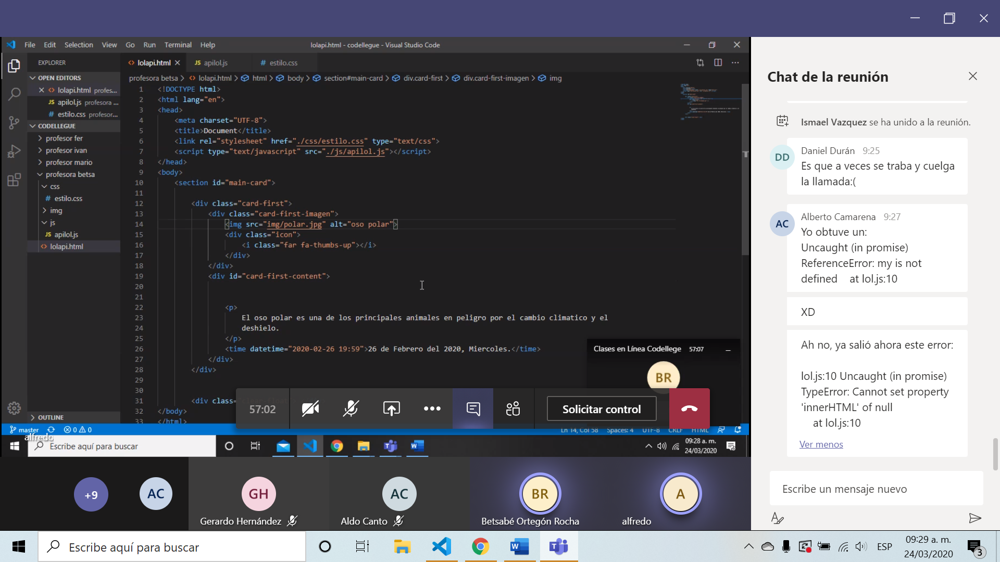 File Edit Selection View Go Run Terminal Help
lolapi.html - codellegue - Visual Studio Code
EXPLORER
OPEN EDITORS
lolapi.html profes...
JS apilol.js profesora ...
# estilo.css profesor...
CODELLEGUE
profesor fer
profesor ivan
profesor mario
profesora betsa
css
# estilo.css
img
js
JS apilol.js
lolapi.html
OUTLINE
lolapi.html
JS apilol.js
# estilo.css
profesora betsa > lolapi.html > html > body > section#main-card > div.card-first > div.card-first-imagen > img
1 <!DOCTYPE html>
2 <html lang="en">
3 <head>
4 <meta charset="UTF-8">
5 <title>Document</title>
6 <link rel="stylesheet" href="./css/estilo.css" type="text/css">
7 <script type="text/javascript" src="./js/apilol.js"></script>
8 </head>
9 <body>
10 <section id="main-card">
11
12 <div class="card-first">
13 <div class="card-first-imagen">
14 <img src="img/polar.jpg" alt="oso polar">
15 <div class="icon">
16 <i class="far fa-thumbs-up"></i>
17 </div>
18 </div>
19 <div id="card-first-content">
20
21
22 <p>
23 El oso polar es una de los principales animales en peligro por el cambio climatico y el
24 deshielo.
25 </p>
26 <time datetime="2020-02-26 19:59">26 de Febrero del 2020, Miercoles.</time>
27 </div>
28 </div>
29
30
31 <div class=
32 </body>
33 </html>
Clases en Línea Codellege 57:07
BR
57:02
Solicitar control
master 0 0
Ln 14, Col 58 Spaces: 4 UTF-8 CRLF HTML
alfredo
Escribe aquí para buscar
09:28 a. m.
24/03/2020
+9
AC
GH
Gerardo Hernández
AC
Aldo Canto
BR
Betsabé Ortegón Rocha
A
alfredo
Chat de la reunión
Ismael Vazquez se ha unido a la reunión.
DD
Daniel Durán 9:25
Es que a veces se traba y cuelga
la llamada:(
AC
Alberto Camarena 9:27
Yo obtuve un:
Uncaught (in promise)
ReferenceError: my is not
defined at lol.js:10
XD
Ah no, ya salió ahora este error:
lol.js:10 Uncaught (in promise)
TypeError: Cannot set property
'innerHTML' of null
at lol.js:10
Ver menos
Escribe un mensaje nuevo
Escribe aquí para buscar
ESP
09:29 a. m.
24/03/2020
3